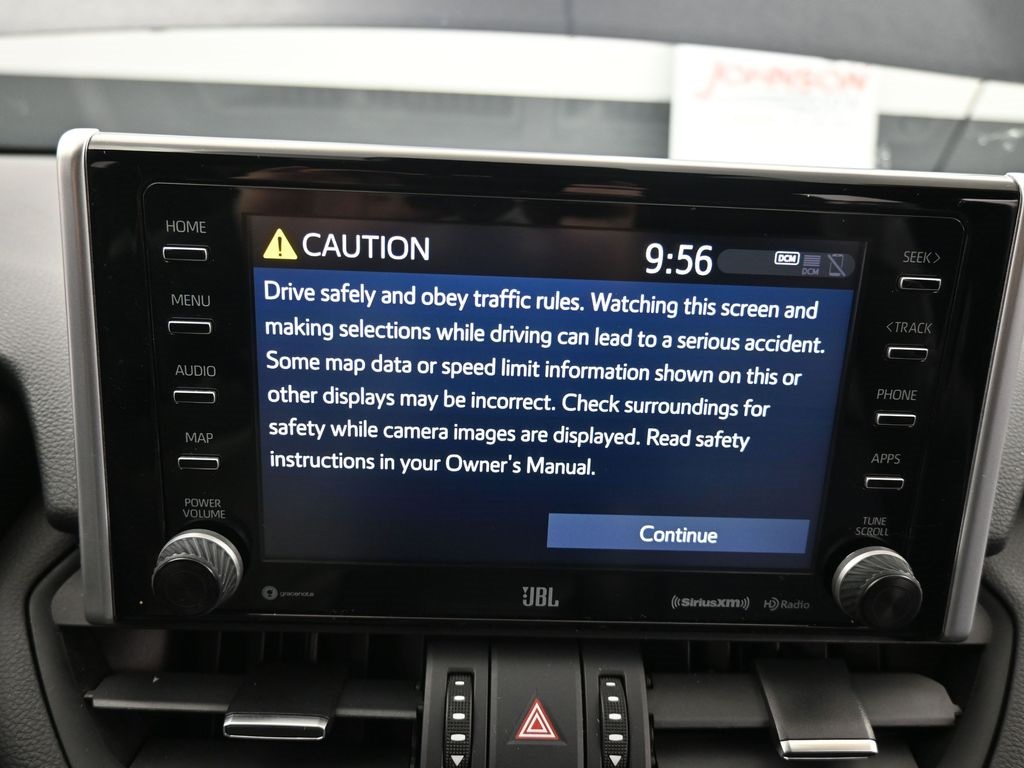 JOHNSON
HOME
MENU
AUDIO
MAP
POWER
VOLUME
CAUTION
9:56
DCM
DCM
Drive safely and obey traffic rules. Watching this screen and
making selections while driving can lead to a serious accident.
Some map data or speed limit information shown on this or
other displays may be incorrect. Check surroundings for
safety while camera images are displayed. Read safety
instructions in your Owner's Manual.
Continue
SEEK>
<TRACK
PHONE
APPS
TUNE
SCROLL
gracenote
JBL
((SiriusXM))
HD Radio